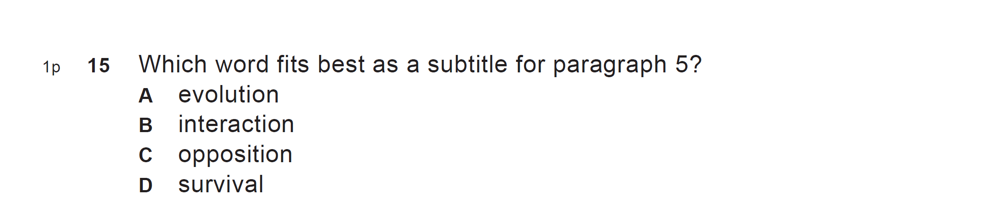 1p 15 Which word fits best as a subtitle for paragraph 5?
A evolution
B interaction
C opposition
D survival